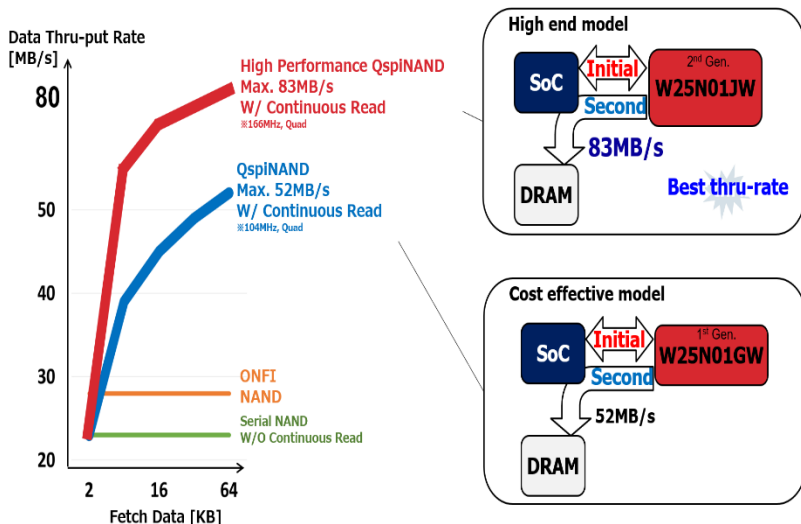 Data Thru-put Rate
[MB/s]
80
50
40
30
20
2
16
64
Fetch Data [KB]
High Performance QspiNAND
Max. 83MB/s
W/ Continuous Read
※166MHz, Quad
QspiNAND
Max. 52MB/s
W/ Continuous Read
※104MHz, Quad
ONFI
NAND
Serial NAND
W/O Continuous Read
High end model
SoC
Initial
2nd Gen.
W25N01JW
Second
83MB/s
DRAM
Best thru-rate
Cost effective model
SoC
Initial
1st Gen.
W25N01GW
Second
52MB/s
DRAM